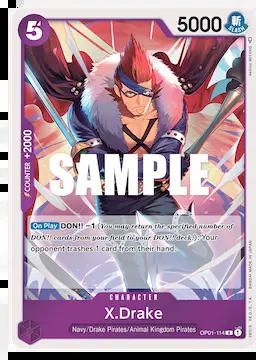 5
5000
斬
SLASH
COUNTER +2000
SAMPLE
On Play DON!! −1 (You may return the specified number of
DON!! cards from your field to your DON!! deck.): Your
opponent trashes 1 card from their hand.
CHARACTER
X.Drake
Navy/Drake Pirates/Animal Kingdom Pirates
OP01-114 R